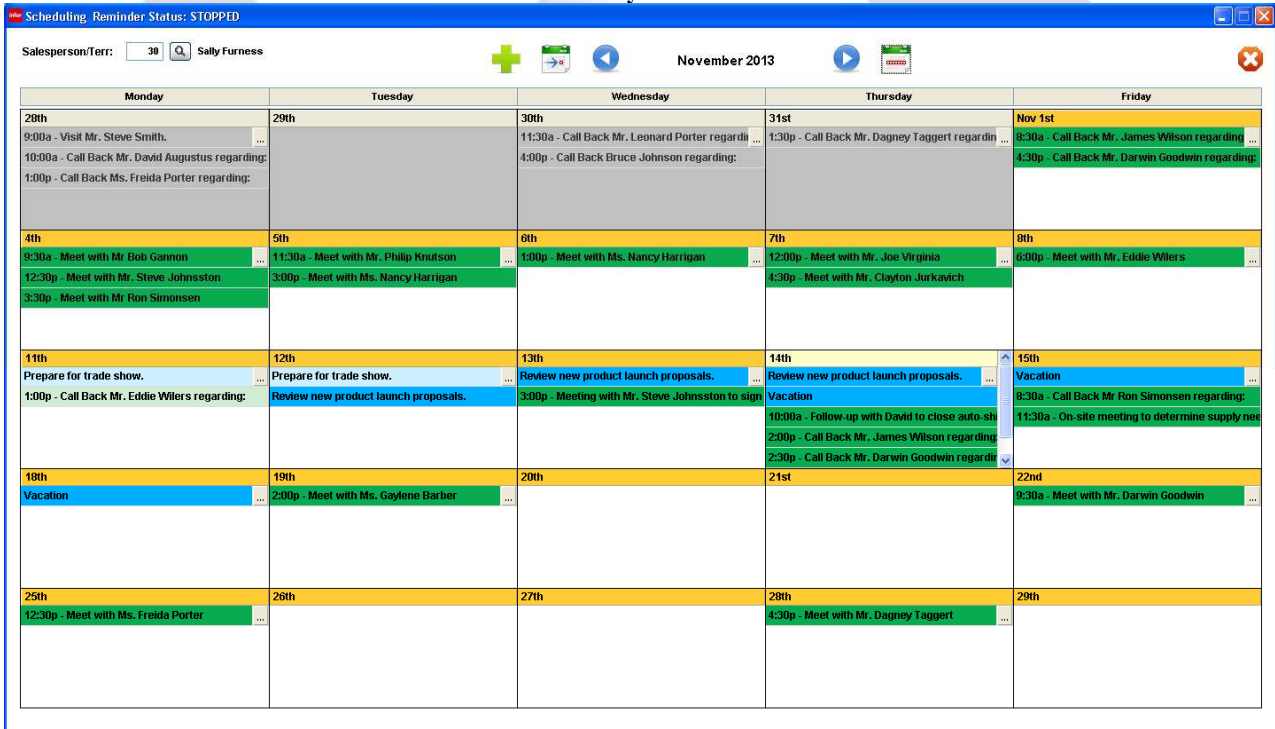 Scheduling Reminder Status: STOPPED
Salesperson/Terr: 30 Sally Furness
November 2013
Monday Tuesday Wednesday Thursday Friday
28th 29th 30th 31st Nov 1st
9:00a - Visit Mr. Steve Smith. ... 11:30a - Call Back Mr. Leonard Porter regardin ... 1:30p - Call Back Mr. Dagney Taggert regardin ... 8:30a - Call Back Mr. James Wilson regarding ...
10:00a - Call Back Mr. David Augustus regarding: 4:00p - Call Back Bruce Johnson regarding: 4:30p - Call Back Mr. Darwin Goodwin regarding:
1:00p - Call Back Ms. Freida Porter regarding:
4th 5th 6th 7th 8th
9:30a - Meet with Mr Bob Gannon ... 11:30a - Meet with Mr. Philip Knutson ... 1:00p - Meet with Ms. Nancy Harrigan ... 12:00p - Meet with Mr. Joe Virginia ... 6:00p - Meet with Mr. Eddie Wilers ...
12:30p - Meet with Mr. Steve Johnsston 3:00p - Meet with Ms. Nancy Harrigan 4:30p - Meet with Mr. Clayton Jurkavich
3:30p - Meet with Mr Ron Simonsen
11th 12th 13th 14th 15th
Prepare for trade show. ... Prepare for trade show. ... Review new product launch proposals. ... Review new product launch proposals. ... Vacation ...
1:00p - Call Back Mr. Eddie Wilers regarding: Review new product launch proposals. 3:00p - Meeting with Mr. Steve Johnsston to sign Vacation 8:30a - Call Back Mr Ron Simonsen regarding:
10:00a - Follow-up with David to close auto-sh 11:30a - On-site meeting to determine supply nee
2:00p - Call Back Mr. James Wilson regarding:
2:30p - Call Back Mr. Darwin Goodwin regardin
18th 19th 20th 21st 22nd
Vacation ... 2:00p - Meet with Ms. Gaylene Barber ... 9:30a - Meet with Mr. Darwin Goodwin ...
25th 26th 27th 28th 29th
12:30p - Meet with Ms. Freida Porter ... 4:30p - Meet with Mr. Dagney Taggert ...